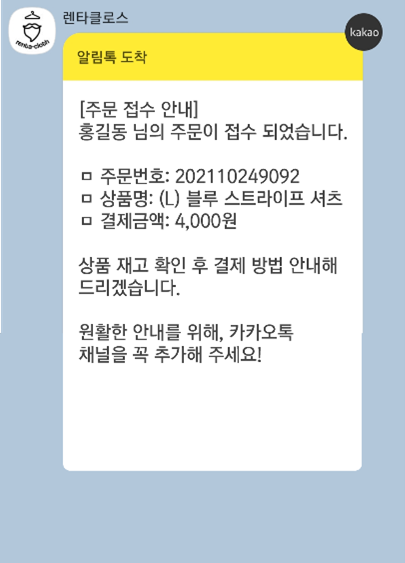 렌타클로스
renta-cloth
kakao
알림톡 도착
[주문 접수 안내]
홍길동 님의 주문이 접수 되었습니다.
ㅁ 주문번호: 202110249092
ㅁ 상품명: (L) 블루 스트라이프 셔츠
ㅁ 결제금액: 4,000원
상품 재고 확인 후 결제 방법 안내해
드리겠습니다.
원활한 안내를 위해, 카카오톡
채널을 꼭 추가해 주세요!